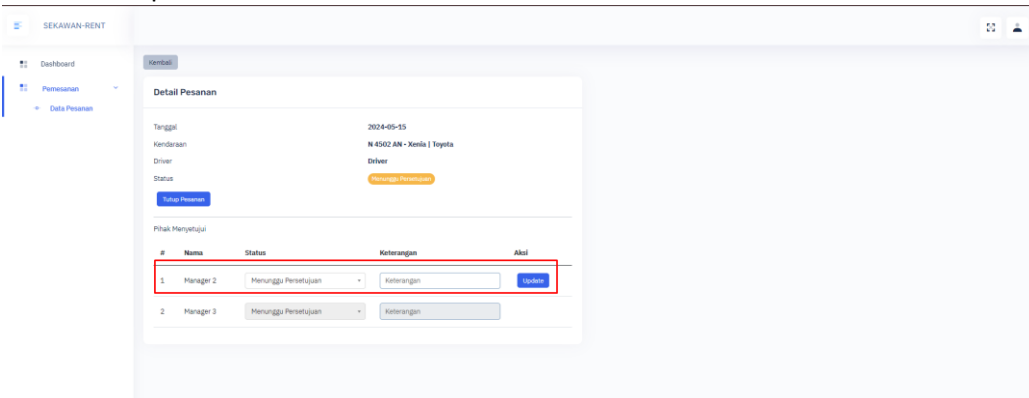 SEKAWAN-RENT
Dashboard
Kembali
Pemesanan
Data Pesanan
Detail Pesanan
Tanggal 2024-05-15
Kendaraan N 4502 AN - Xenia | Toyota
Driver Driver
Status Menunggu Persetujuan
Tutup Pesanan
Pihak Menyetujui
# Nama Status Keterangan Aksi
1 Manager 2 Menunggu Persetujuan Keterangan Update
2 Manager 3 Menunggu Persetujuan Keterangan